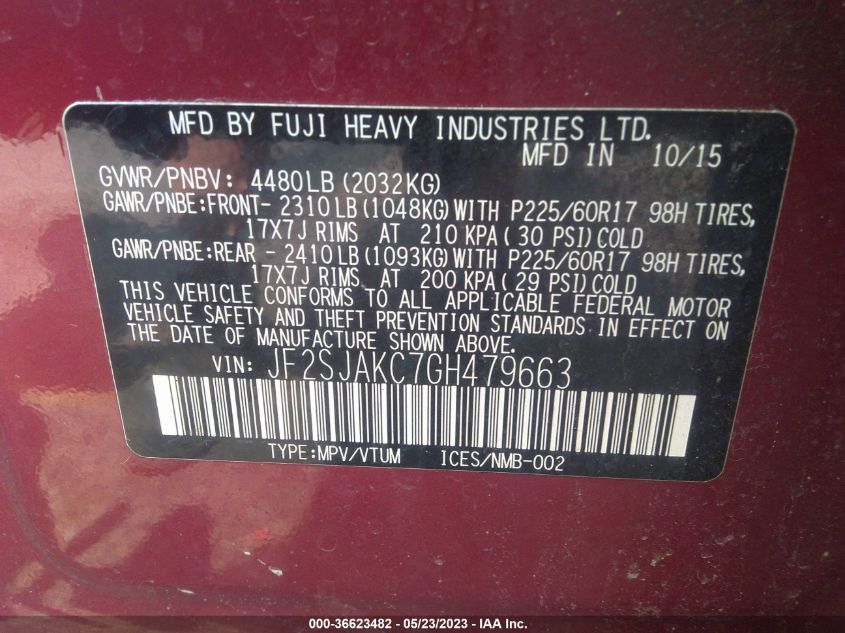 MFD BY FUJI HEAVY INDUSTRIES LTD.
MFD IN 10/15
GVWR/PNBV: 4480LB(2032KG)
GAWR/PNBE:FRONT- 2310LB(1048KG)WITH P225/60R17 98H TIRES,
17X7J RIMS AT 210 KPA( 30 PSI)COLD
GAWR/PNBE:REAR - 2410LB(1093KG)WITH P225/60R17 98H TIRES,
17X7J RIMS AT 200 KPA( 29 PSI)COLD
THIS VEHICLE CONFORMS TO ALL APPLICABLE FEDERAL MOTOR
VEHICLE SAFETY AND THEFT PREVENTION STANDARDS IN EFFECT ON
THE DATE OF MANUFACTURE SHOWN ABOVE.
VIN: JF2SJAKC7GH479663
TYPE:MPV/VTUM ICES/NMB-002
000-36623482 - 05/23/2023 - IAA Inc.